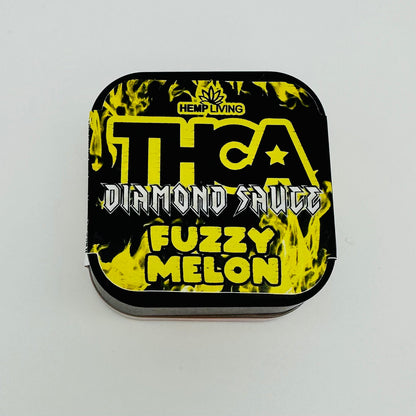 HEMP LIVING
THCA
DIAMOND SAUCE
FUZZY
MELON